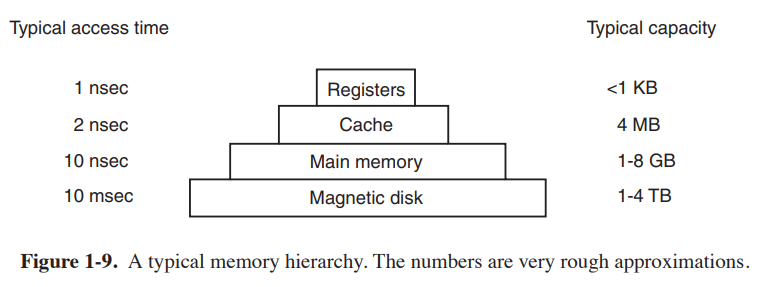 Typical access time Typical capacity
1 nsec Registers <1 KB
2 nsec Cache 4 MB
10 nsec Main memory 1-8 GB
10 msec Magnetic disk 1-4 TB
Figure 1-9. A typical memory hierarchy. The numbers are very rough approximations.